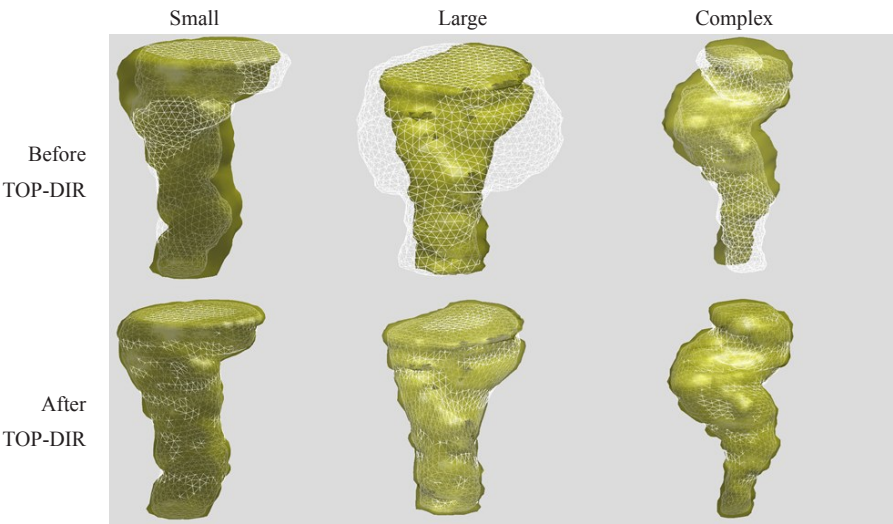 Small Large Complex
Before
TOP-DIR
After
TOP-DIR